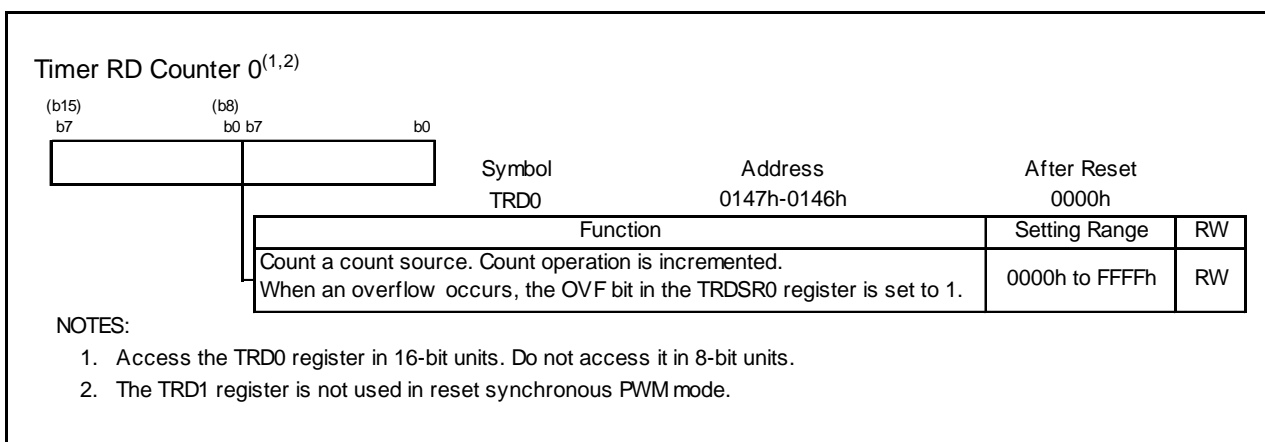 Timer RD Counter 0(1,2)
(b15) (b8)
b7 b0 b7 b0
Symbol Address After Reset
TRD0 0147h-0146h 0000h
Function Setting Range RW
Count a count source. Count operation is incremented.
When an overflow occurs, the OVF bit in the TRDSR0 register is set to 1.
0000h to FFFFh RW
NOTES:
1. Access the TRD0 register in 16-bit units. Do not access it in 8-bit units.
2. The TRD1 register is not used in reset synchronous PWM mode.